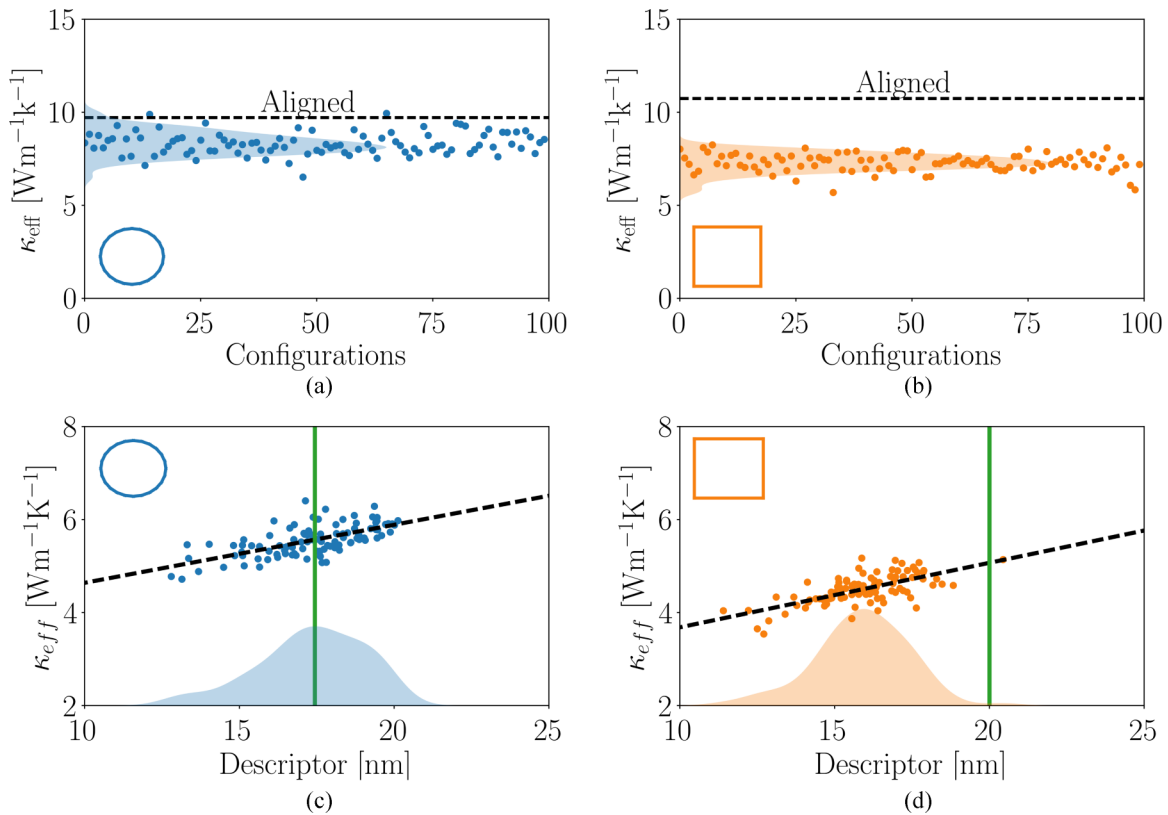 15
10
5
0
κeff [Wm⁻¹k⁻¹]
Aligned
0 25 50 75 100
Configurations
(a)
15
10
5
0
κeff [Wm⁻¹k⁻¹]
Aligned
0 25 50 75 100
Configurations
(b)
8
6
4
2
κeff [Wm⁻¹K⁻¹]
10 15 20 25
Descriptor [nm]
(c)
8
6
4
2
κeff [Wm⁻¹K⁻¹]
10 15 20 25
Descriptor [nm]
(d)